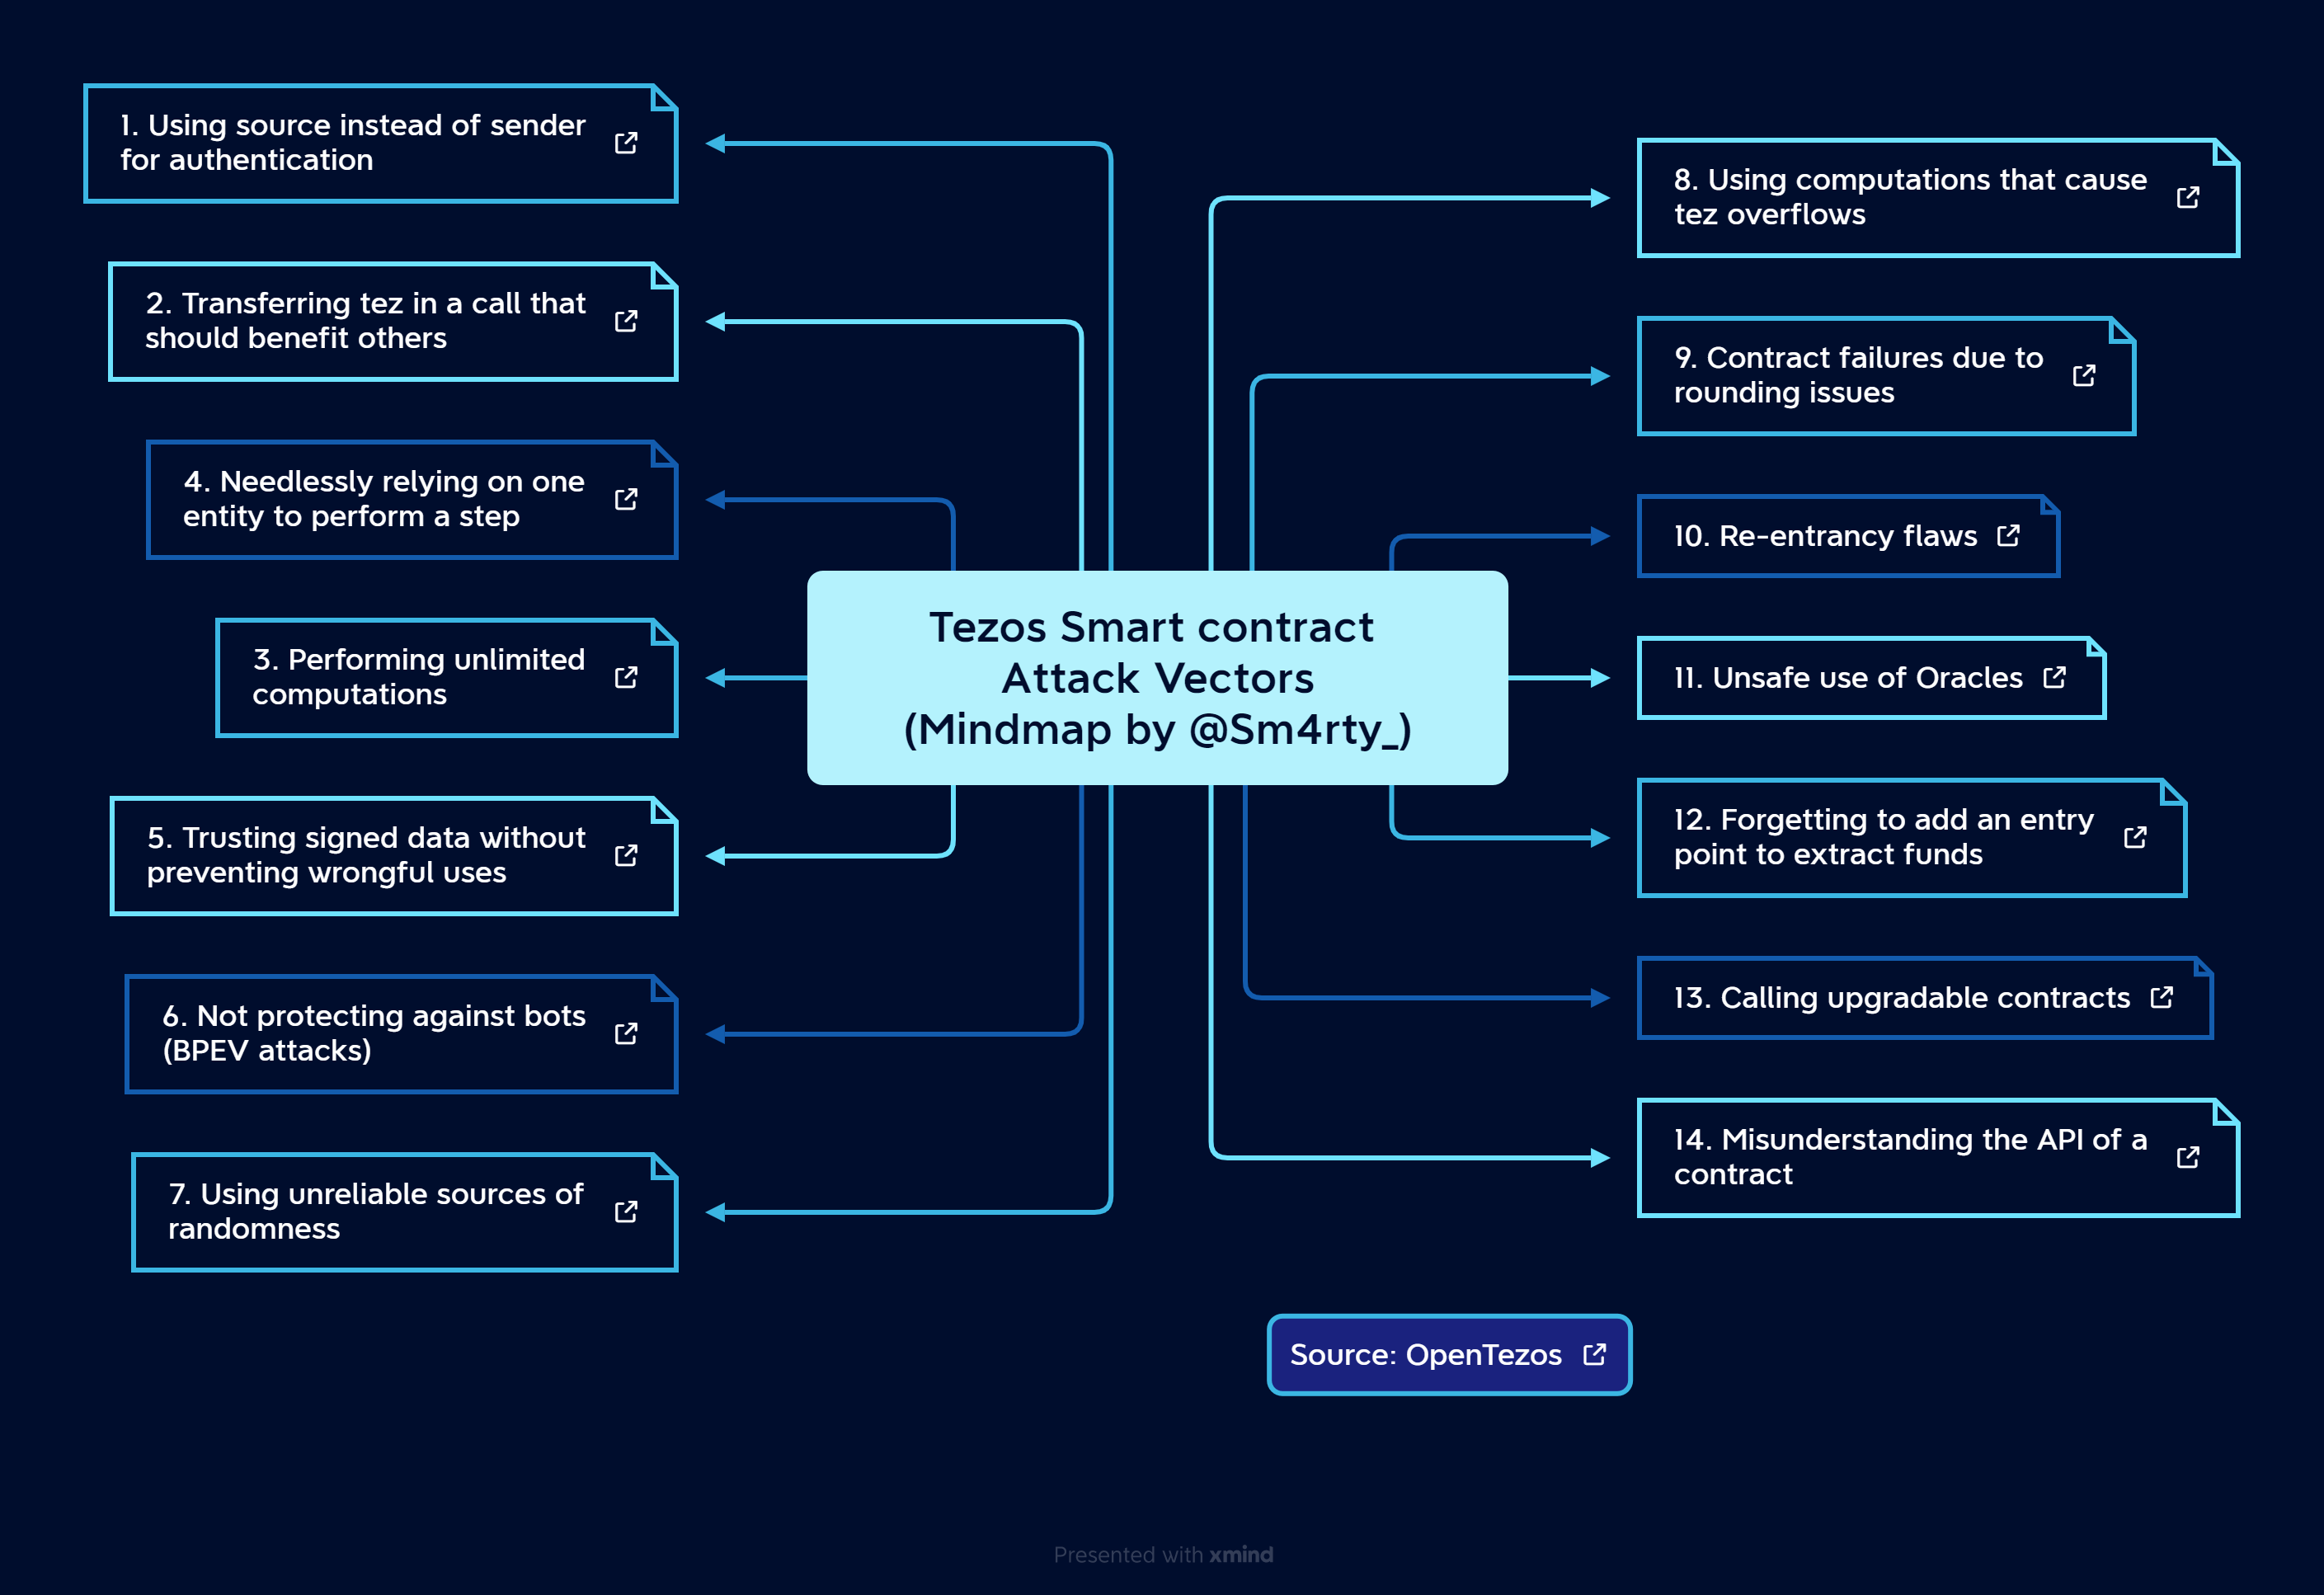 1. Using source instead of sender
for authentication
2. Transferring tez in a call that
should benefit others
4. Needlessly relying on one
entity to perform a step
3. Performing unlimited
computations
5. Trusting signed data without
preventing wrongful uses
6. Not protecting against bots
(BPEV attacks)
7. Using unreliable sources of
randomness
Tezos Smart contract
Attack Vectors
(Mindmap by @Sm4rty_)
8. Using computations that cause
tez overflows
9. Contract failures due to
rounding issues
10. Re-entrancy flaws
11. Unsafe use of Oracles
12. Forgetting to add an entry
point to extract funds
13. Calling upgradable contracts
14. Misunderstanding the API of a
contract
Source: OpenTezos
Presented with xmind